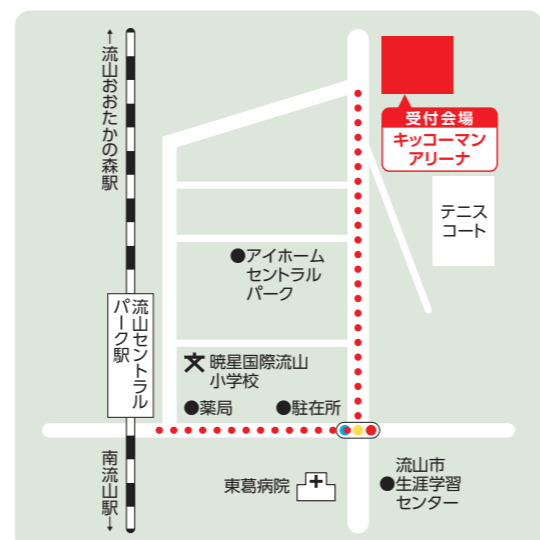 ←流山おおたかの森駅
受付会場
キッコーマン
アリーナ
テニス
コート
●アイホーム
セントラル
パーク
流山セントラル
パーク駅
文 暁星国際流山
小学校
●薬局
●駐在所
南流山駅→
東葛病院
流山市
●生涯学習
センター